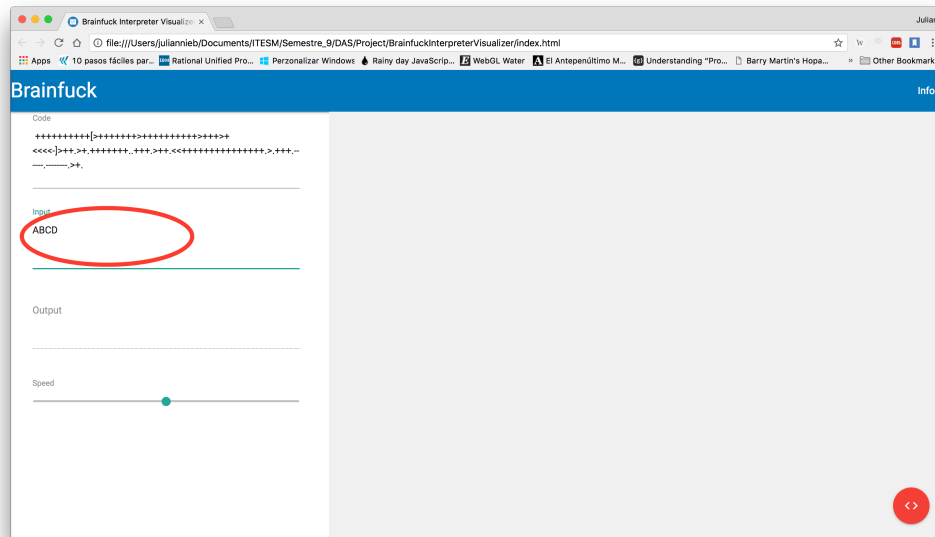 Brainfuck Interpreter Visualize
Julian
file:///Users/juliannieb/Documents/ITESM/Semestre_9/DAS/Project/BrainfuckInterpreterVisualizer/index.html
Apps 10 pasos fáciles par... Rational Unified Pro... Perzonalizar Windows Rainy day JavaScrip... WebGL Water El Antepenúltimo M... Understanding "Pro... Barry Martin's Hopa... » Other Bookmark
Brainfuck
Info
Code
++++++++++[>+++++++>++++++++++>+++>+
<<<<-]>++.>+.+++++++..+++.>++.<<+++++++++++++++.>.+++.--
----.--------.>+.
Input
ABCD
Output
Speed